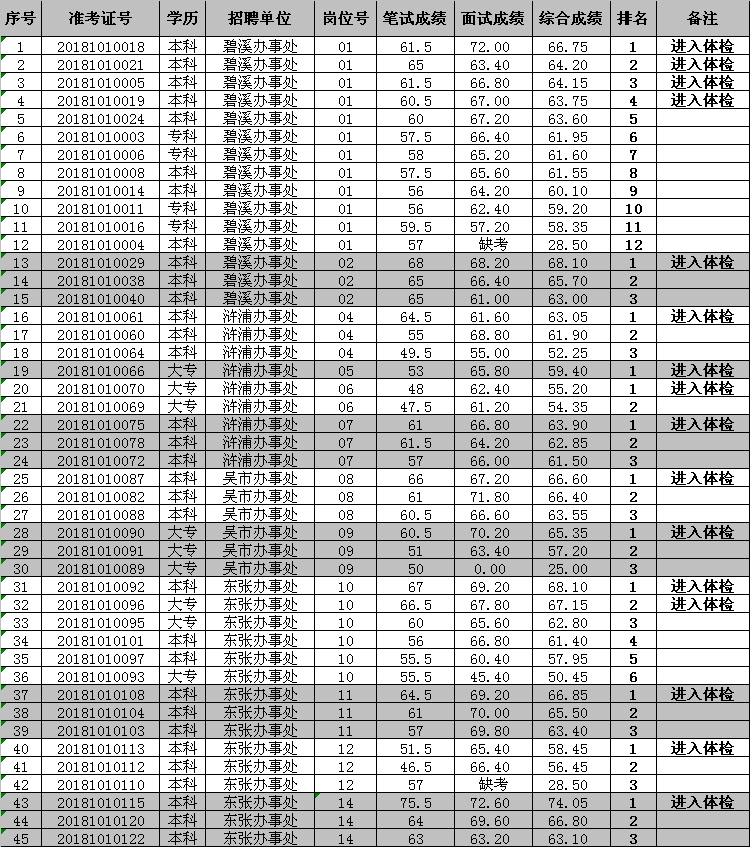 序号 准考证号 学历 招聘单位 岗位号 笔试成绩 面试成绩 综合成绩 排名 备注
1 20181010018 本科 碧溪办事处 01 61.5 72.00 66.75 1 进入体检
2 20181010021 本科 碧溪办事处 01 65 63.40 64.20 2 进入体检
3 20181010005 本科 碧溪办事处 01 61.5 66.80 64.15 3 进入体检
4 20181010019 本科 碧溪办事处 01 60.5 67.00 63.75 4 进入体检
5 20181010024 本科 碧溪办事处 01 60 67.20 63.60 5
6 20181010003 专科 碧溪办事处 01 57.5 66.40 61.95 6
7 20181010006 专科 碧溪办事处 01 58 65.20 61.60 7
8 20181010008 本科 碧溪办事处 01 57.5 65.60 61.55 8
9 20181010014 本科 碧溪办事处 01 56 64.20 60.10 9
10 20181010011 专科 碧溪办事处 01 56 62.40 59.20 10
11 20181010016 专科 碧溪办事处 01 59.5 57.20 58.35 11
12 20181010004 本科 碧溪办事处 01 57 缺考 28.50 12
13 20181010029 本科 碧溪办事处 02 68 68.20 68.10 1 进入体检
14 20181010038 本科 碧溪办事处 02 65 66.40 65.70 2
15 20181010040 本科 碧溪办事处 02 65 61.00 63.00 3
16 20181010061 本科 浒浦办事处 04 64.5 61.60 63.05 1 进入体检
17 20181010060 本科 浒浦办事处 04 55 68.80 61.90 2
18 20181010064 本科 浒浦办事处 04 49.5 55.00 52.25 3
19 20181010066 大专 浒浦办事处 05 53 65.80 59.40 1 进入体检
20 20181010070 大专 浒浦办事处 06 48 62.40 55.20 1 进入体检
21 20181010069 大专 浒浦办事处 06 47.5 61.20 54.35 2
22 20181010075 本科 浒浦办事处 07 61 66.80 63.90 1 进入体检
23 20181010078 本科 浒浦办事处 07 61.5 64.20 62.85 2
24 20181010072 本科 浒浦办事处 07 57 66.00 61.50 3
25 20181010087 本科 吴市办事处 08 66 67.20 66.60 1 进入体检
26 20181010082 本科 吴市办事处 08 61 71.80 66.40 2
27 20181010088 本科 吴市办事处 08 60.5 66.60 63.55 3
28 20181010090 大专 吴市办事处 09 60.5 70.20 65.35 1 进入体检
29 20181010091 大专 吴市办事处 09 51 63.40 57.20 2
30 20181010089 大专 吴市办事处 09 50 0.00 25.00 3
31 20181010092 本科 东张办事处 10 67 69.20 68.10 1 进入体检
32 20181010096 大专 东张办事处 10 66.5 67.80 67.15 2 进入体检
33 20181010095 大专 东张办事处 10 60 65.60 62.80 3
34 20181010101 本科 东张办事处 10 56 66.80 61.40 4
35 20181010097 本科 东张办事处 10 55.5 60.40 57.95 5
36 20181010093 大专 东张办事处 10 55.5 45.40 50.45 6
37 20181010108 本科 东张办事处 11 64.5 69.20 66.85 1 进入体检
38 20181010104 本科 东张办事处 11 61 70.00 65.50 2
39 20181010103 本科 东张办事处 11 57 69.80 63.40 3
40 20181010113 本科 东张办事处 12 51.5 65.40 58.45 1 进入体检
41 20181010112 本科 东张办事处 12 46.5 66.40 56.45 2
42 20181010110 本科 东张办事处 12 57 缺考 28.50 3
43 20181010115 本科 东张办事处 14 75.5 72.60 74.05 1 进入体检
44 20181010120 本科 东张办事处 14 64 69.60 66.80 2
45 20181010122 本科 东张办事处 14 63 63.20 63.10 3